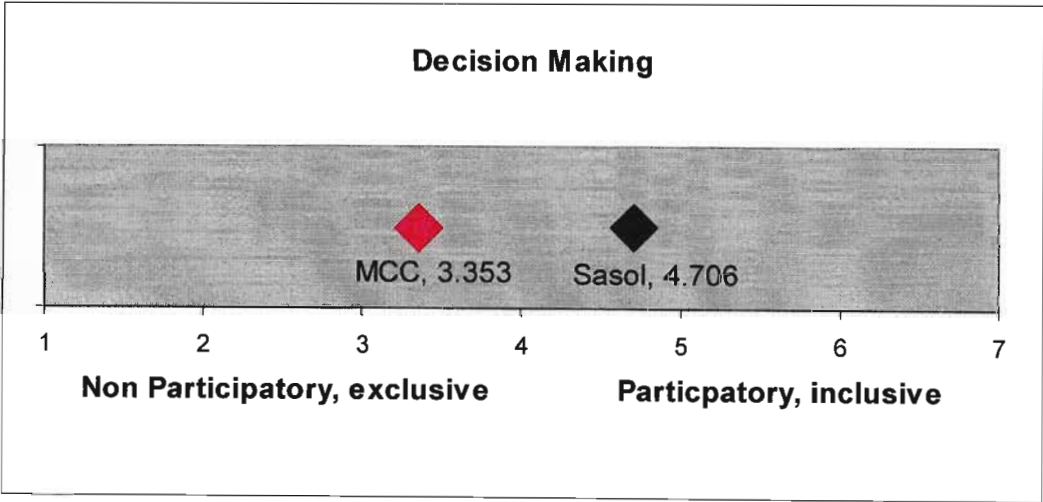 Decision Making
MCC, 3.353 Sasol, 4.706
1 2 3 4 5 6 7
Non Participatory, exclusive Particpatory, inclusive